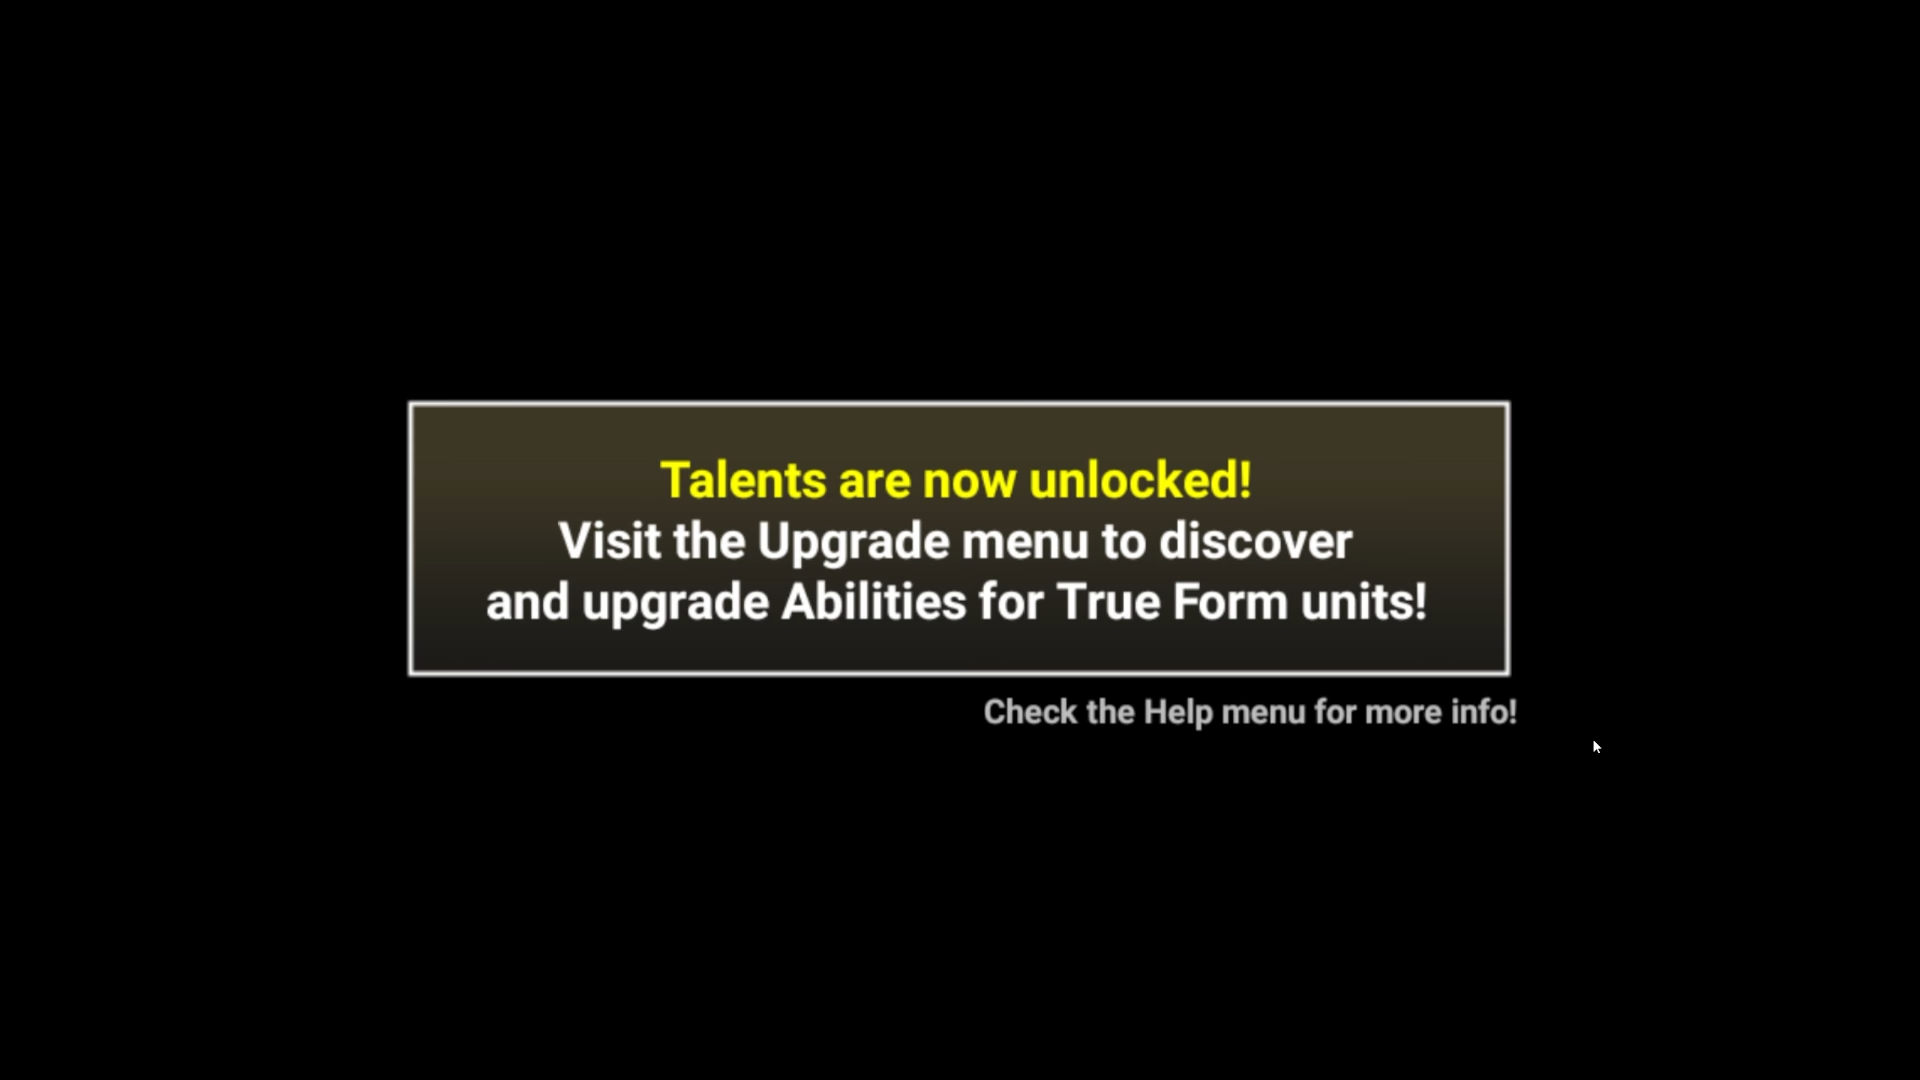 Talents are now unlocked!
Visit the Upgrade menu to discover
and upgrade Abilities for True Form units!
Check the Help menu for more info!